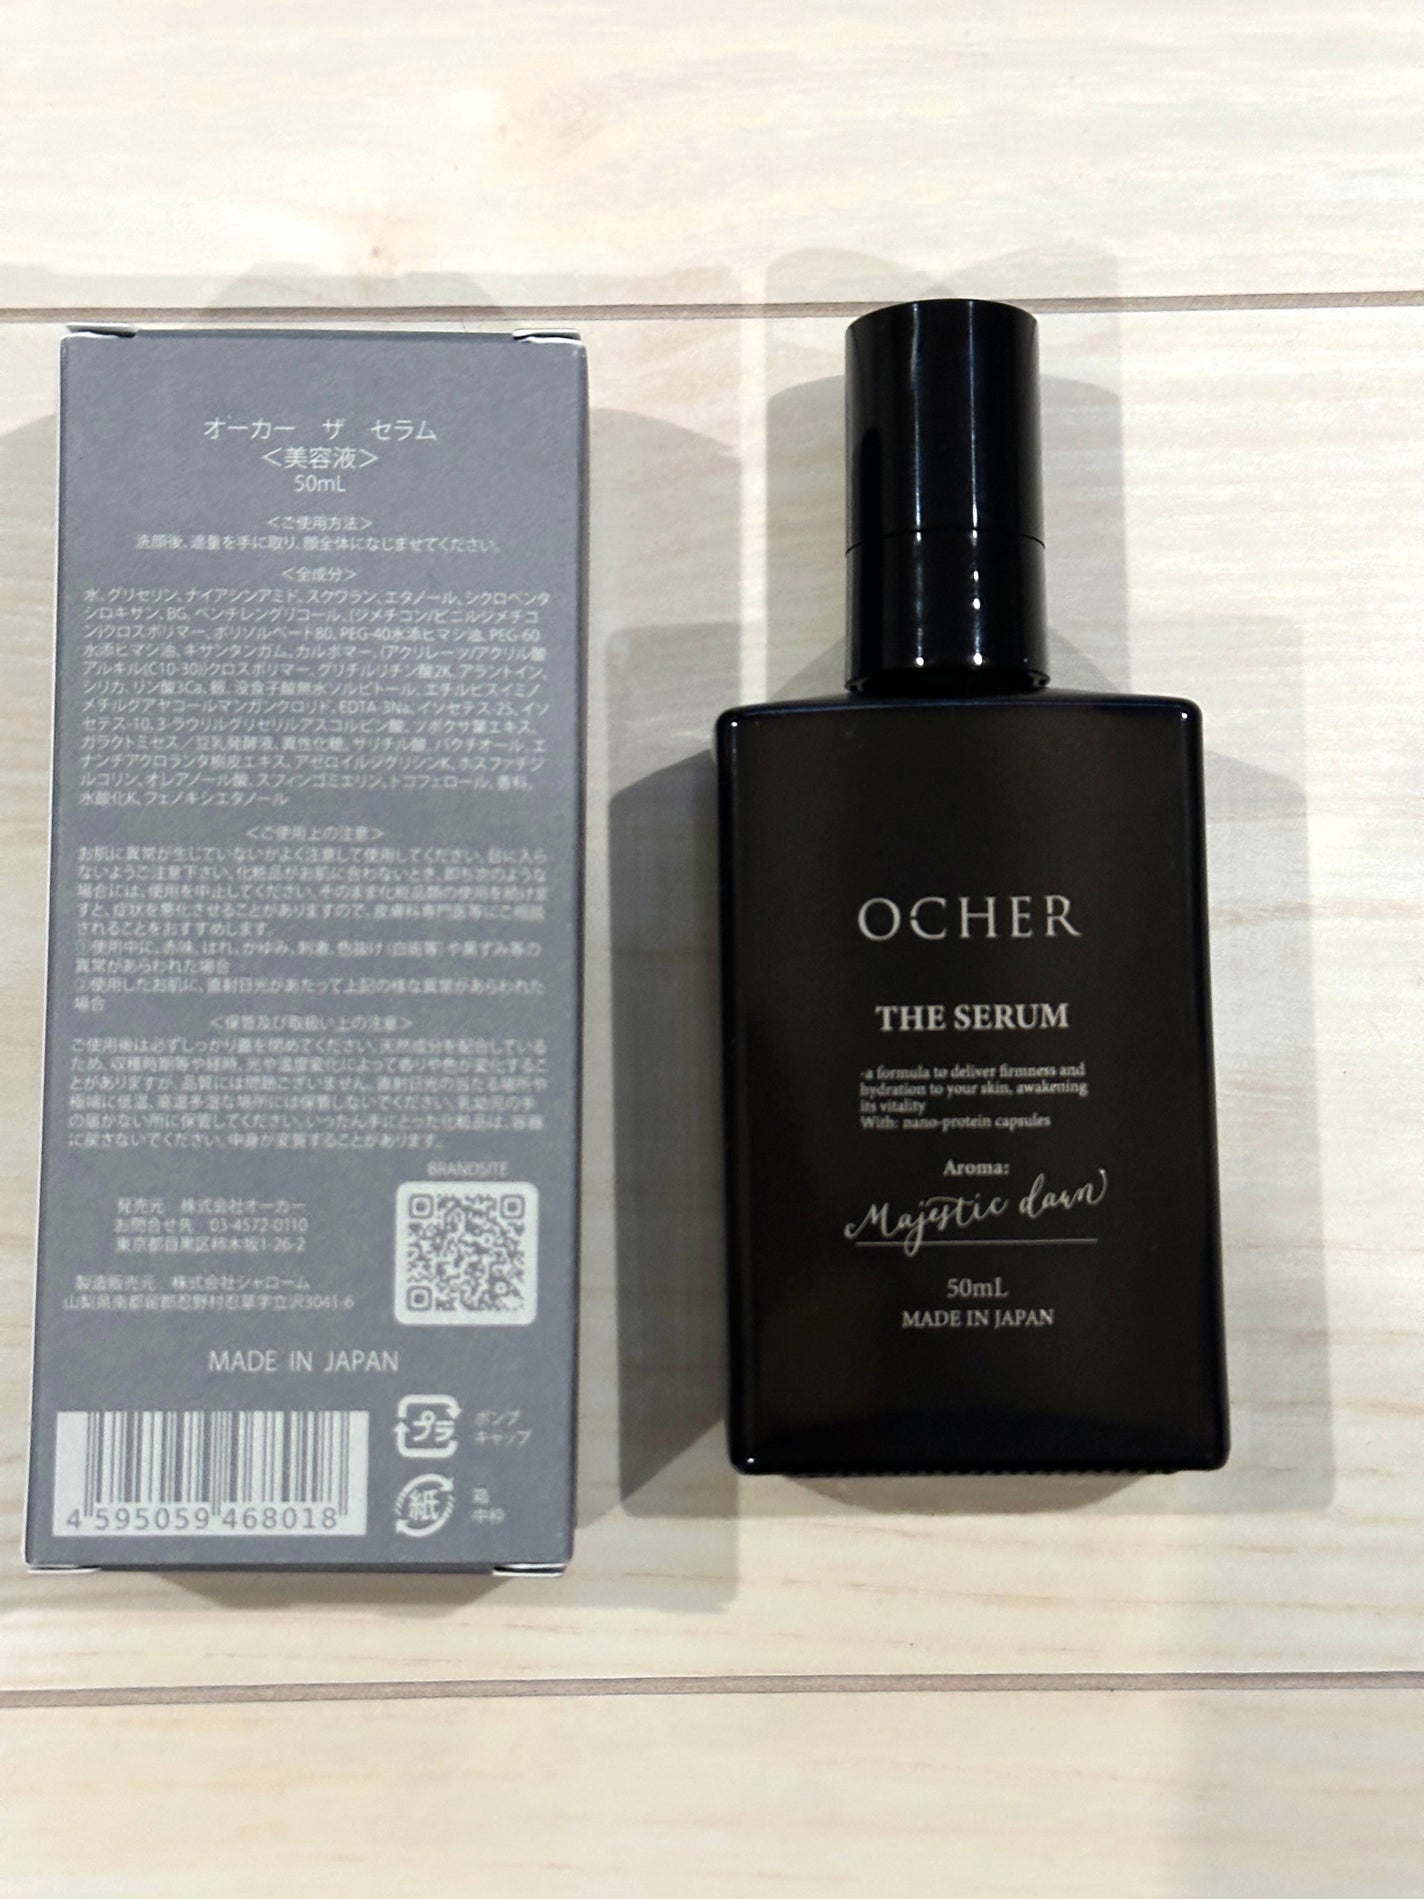 オーカー ザ セラム
＜美容液＞
50mL
＜ご使用方法＞
洗顔後、適量を手に取り、顔全体になじませてください。
＜全成分＞
水、グリセリン、ナイアシンアミド、スクワラン、エタノール、シクロペンタ
シロキサン、BG、ペンチレングリコール、(ジメチコン/ビニルジメチコ
ン)クロスポリマー、ポリソルベート80、PEG-40水添ヒマシ油、PEG-60
水添ヒマシ油、キサンタンガム、カルボマー、(アクリレーツ/アクリル酸
アルキル(C10-30))クロスポリマー、グリチルリチン酸2K、アラントイン、
シリカ、リン酸3Ca、銀、没食子酸無水ソルビトール、エチルビスイミノ
メチルグアヤコールマンガンクロリド、EDTA-3Na、イソセテス-25、イソ
セテス-10、3-ラウリルグリセリルアスコルビン酸、ツボクサ葉エキス、
ガラクトミセス／豆乳発酵液、異性化糖、サリチル酸、バクチオール、エ
ナンチアクロランタ樹皮エキス、アゼロイルジグリシンK、ホスファチジ
ルコリン、オレアノール酸、スフィンゴミエリン、トコフェロール、香料、
水酸化K、フェノキシエタノール
＜ご使用上の注意＞
お肌に異常が生じていないかよく注意して使用してください。目に入ら
ないようご注意下さい。化粧品がお肌に合わないとき、即ち次のような
場合には、使用を中止してください。そのまま化粧品類の使用を続けま
すと、症状を悪化させることがありますので、皮膚科専門医等にご相談
されることをおすすめします。
①使用中に、赤味、はれ、かゆみ、刺激、色抜け（白斑等）や黒ずみ等の
異常があらわれた場合
②使用したお肌に、直射日光があたって上記の様な異常があらわれた
場合
＜保管及び取扱い上の注意＞
ご使用後は必ずしっかり蓋を閉めてください。天然成分を配合している
ため、収穫時期等や経時、光や温度変化によって香りや色が変化するこ
とがありますが、品質には問題ございません。直射日光の当たる場所や
極端に低温、高温多湿な場所には保管しないでください。乳幼児の手
の届かない所に保管してください。いったん手にとった化粧品は、容器
に戻さないでください。中身が変質することがあります。
BRANDSITE
発売元 株式会社オーカー
お問合せ先 03-4572-0110
東京都目黒区柿木坂1-26-2
製造販売元 株式会社シャローム
山梨県南都留郡忍野村忍草字立沢3041-6
MADE IN JAPAN
プラ
ポンプ
キャップ
紙
箱
中枠
4 595059 468018
OCHER
THE SERUM
-a formula to deliver firmness and
hydration to your skin, awakening
its vitality
With: nano-protein capsules
Aroma:
Majestic dawn
50mL
MADE IN JAPAN